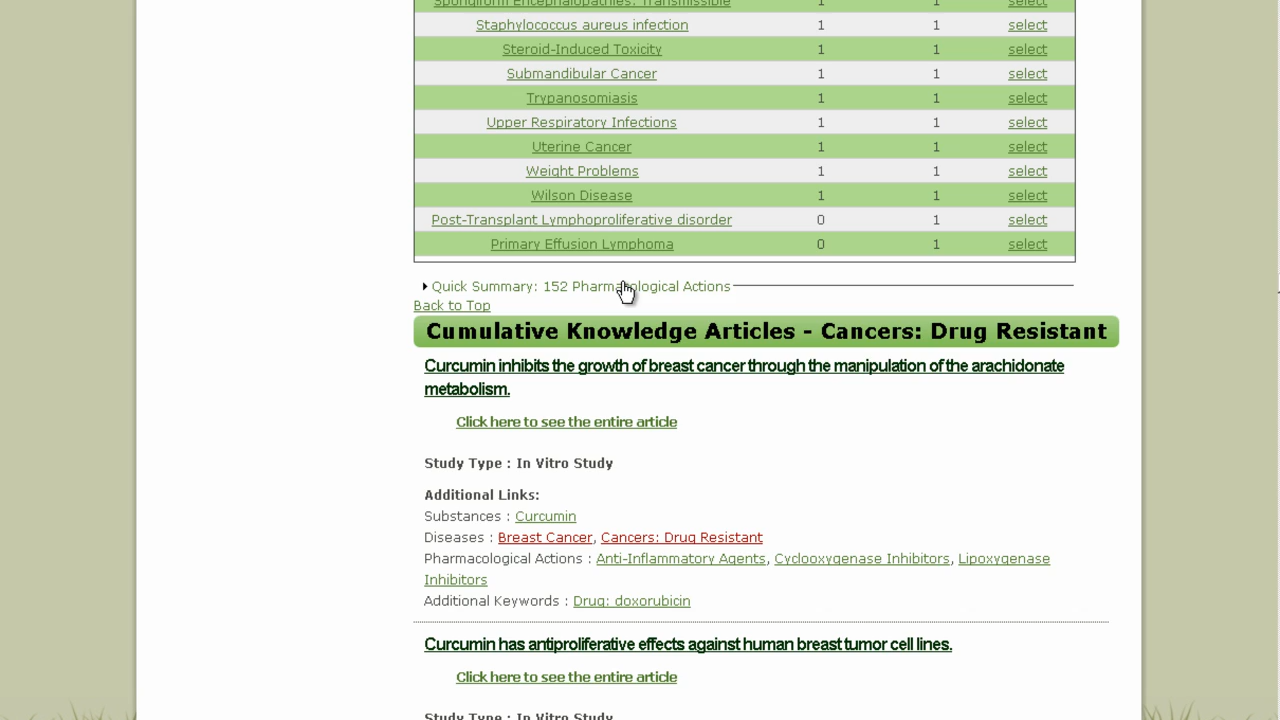 Spongiform Encephalopathies: Transmissible 1 1 select
Staphylococcus aureus infection 1 1 select
Steroid-Induced Toxicity 1 1 select
Submandibular Cancer 1 1 select
Trypanosomiasis 1 1 select
Upper Respiratory Infections 1 1 select
Uterine Cancer 1 1 select
Weight Problems 1 1 select
Wilson Disease 1 1 select
Post-Transplant Lymphoproliferative disorder 0 1 select
Primary Effusion Lymphoma 0 1 select
Quick Summary: 152 Pharmacological Actions
Back to Top
Cumulative Knowledge Articles - Cancers: Drug Resistant
Curcumin inhibits the growth of breast cancer through the manipulation of the arachidonate
metabolism.
Click here to see the entire article
Study Type : In Vitro Study
Additional Links:
Substances : Curcumin
Diseases : Breast Cancer, Cancers: Drug Resistant
Pharmacological Actions : Anti-Inflammatory Agents, Cyclooxygenase Inhibitors, Lipoxygenase
Inhibitors
Additional Keywords : Drug: doxorubicin
Curcumin has antiproliferative effects against human breast tumor cell lines.
Click here to see the entire article
Study Type : In Vitro Study